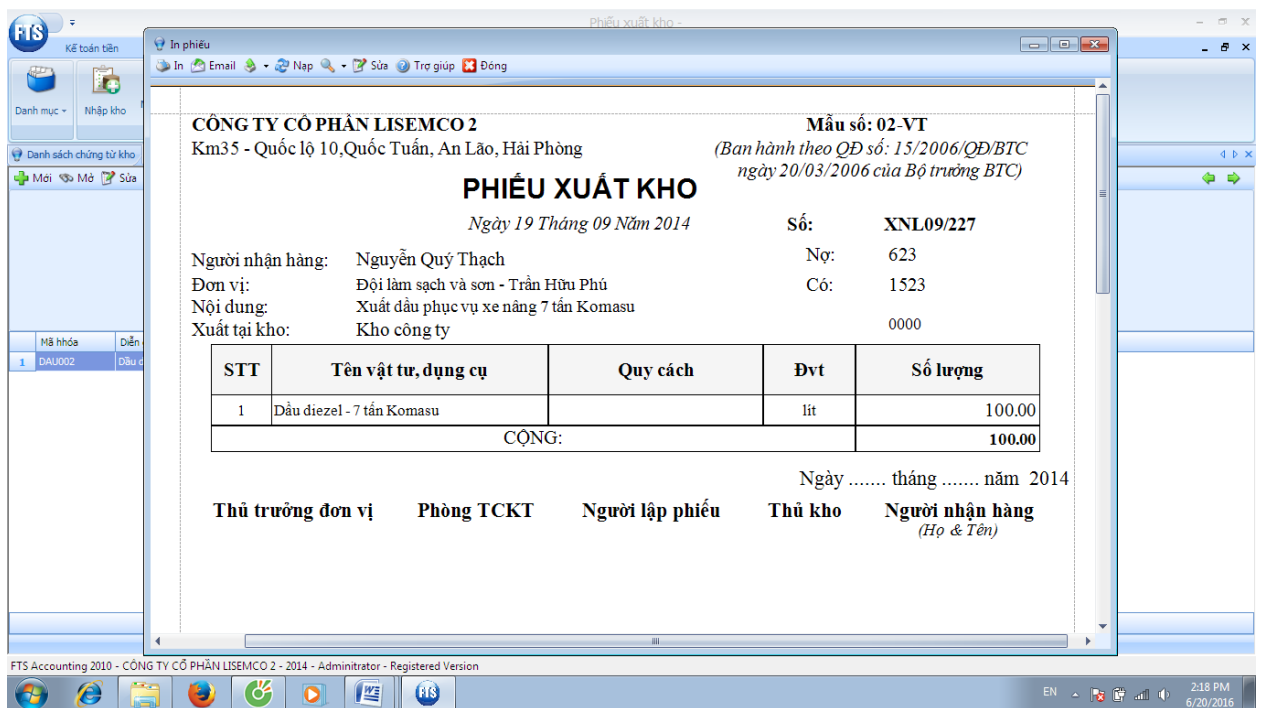 FTS
Phiếu xuất kho -
Kế toán tiền
Danh mục
Nhập kho
Danh sách chứng từ kho
Mới Mở Sửa
In phiếu
In Email Nạp Sửa Trợ giúp Đóng
CÔNG TY CỔ PHẦN LISEMCO 2
Mẫu số: 02-VT
Km35 - Quốc lộ 10,Quốc Tuấn, An Lão, Hải Phòng
(Ban hành theo QĐ số: 15/2006/QĐ/BTC
ngày 20/03/2006 của Bộ trưởng BTC)
PHIẾU XUẤT KHO
Ngày 19 Tháng 09 Năm 2014
Số: XNL09/227
Người nhận hàng: Nguyễn Quý Thạch
Nợ: 623
Đơn vị: Đội làm sạch và sơn - Trần Hữu Phú
Có: 1523
Nội dung: Xuất dầu phục vụ xe nâng 7 tấn Komasu
Xuất tại kho: Kho công ty
0000
Mã hhóa Diễn
1 DAU002 Dầu
STT Tên vật tư, dụng cụ Quy cách Đvt Số lượng
1 Dầu diezel - 7 tấn Komasu lít 100.00
CỘNG: 100.00
Ngày ....... tháng ....... năm 2014
Thủ trưởng đơn vị Phòng TCKT Người lập phiếu Thủ kho Người nhận hàng
(Họ & Tên)
FTS Accounting 2010 - CÔNG TY CỔ PHẦN LISEMCO 2 - 2014 - Adminitrator - Registered Version
FTS
EN
2:18 PM
6/20/2016